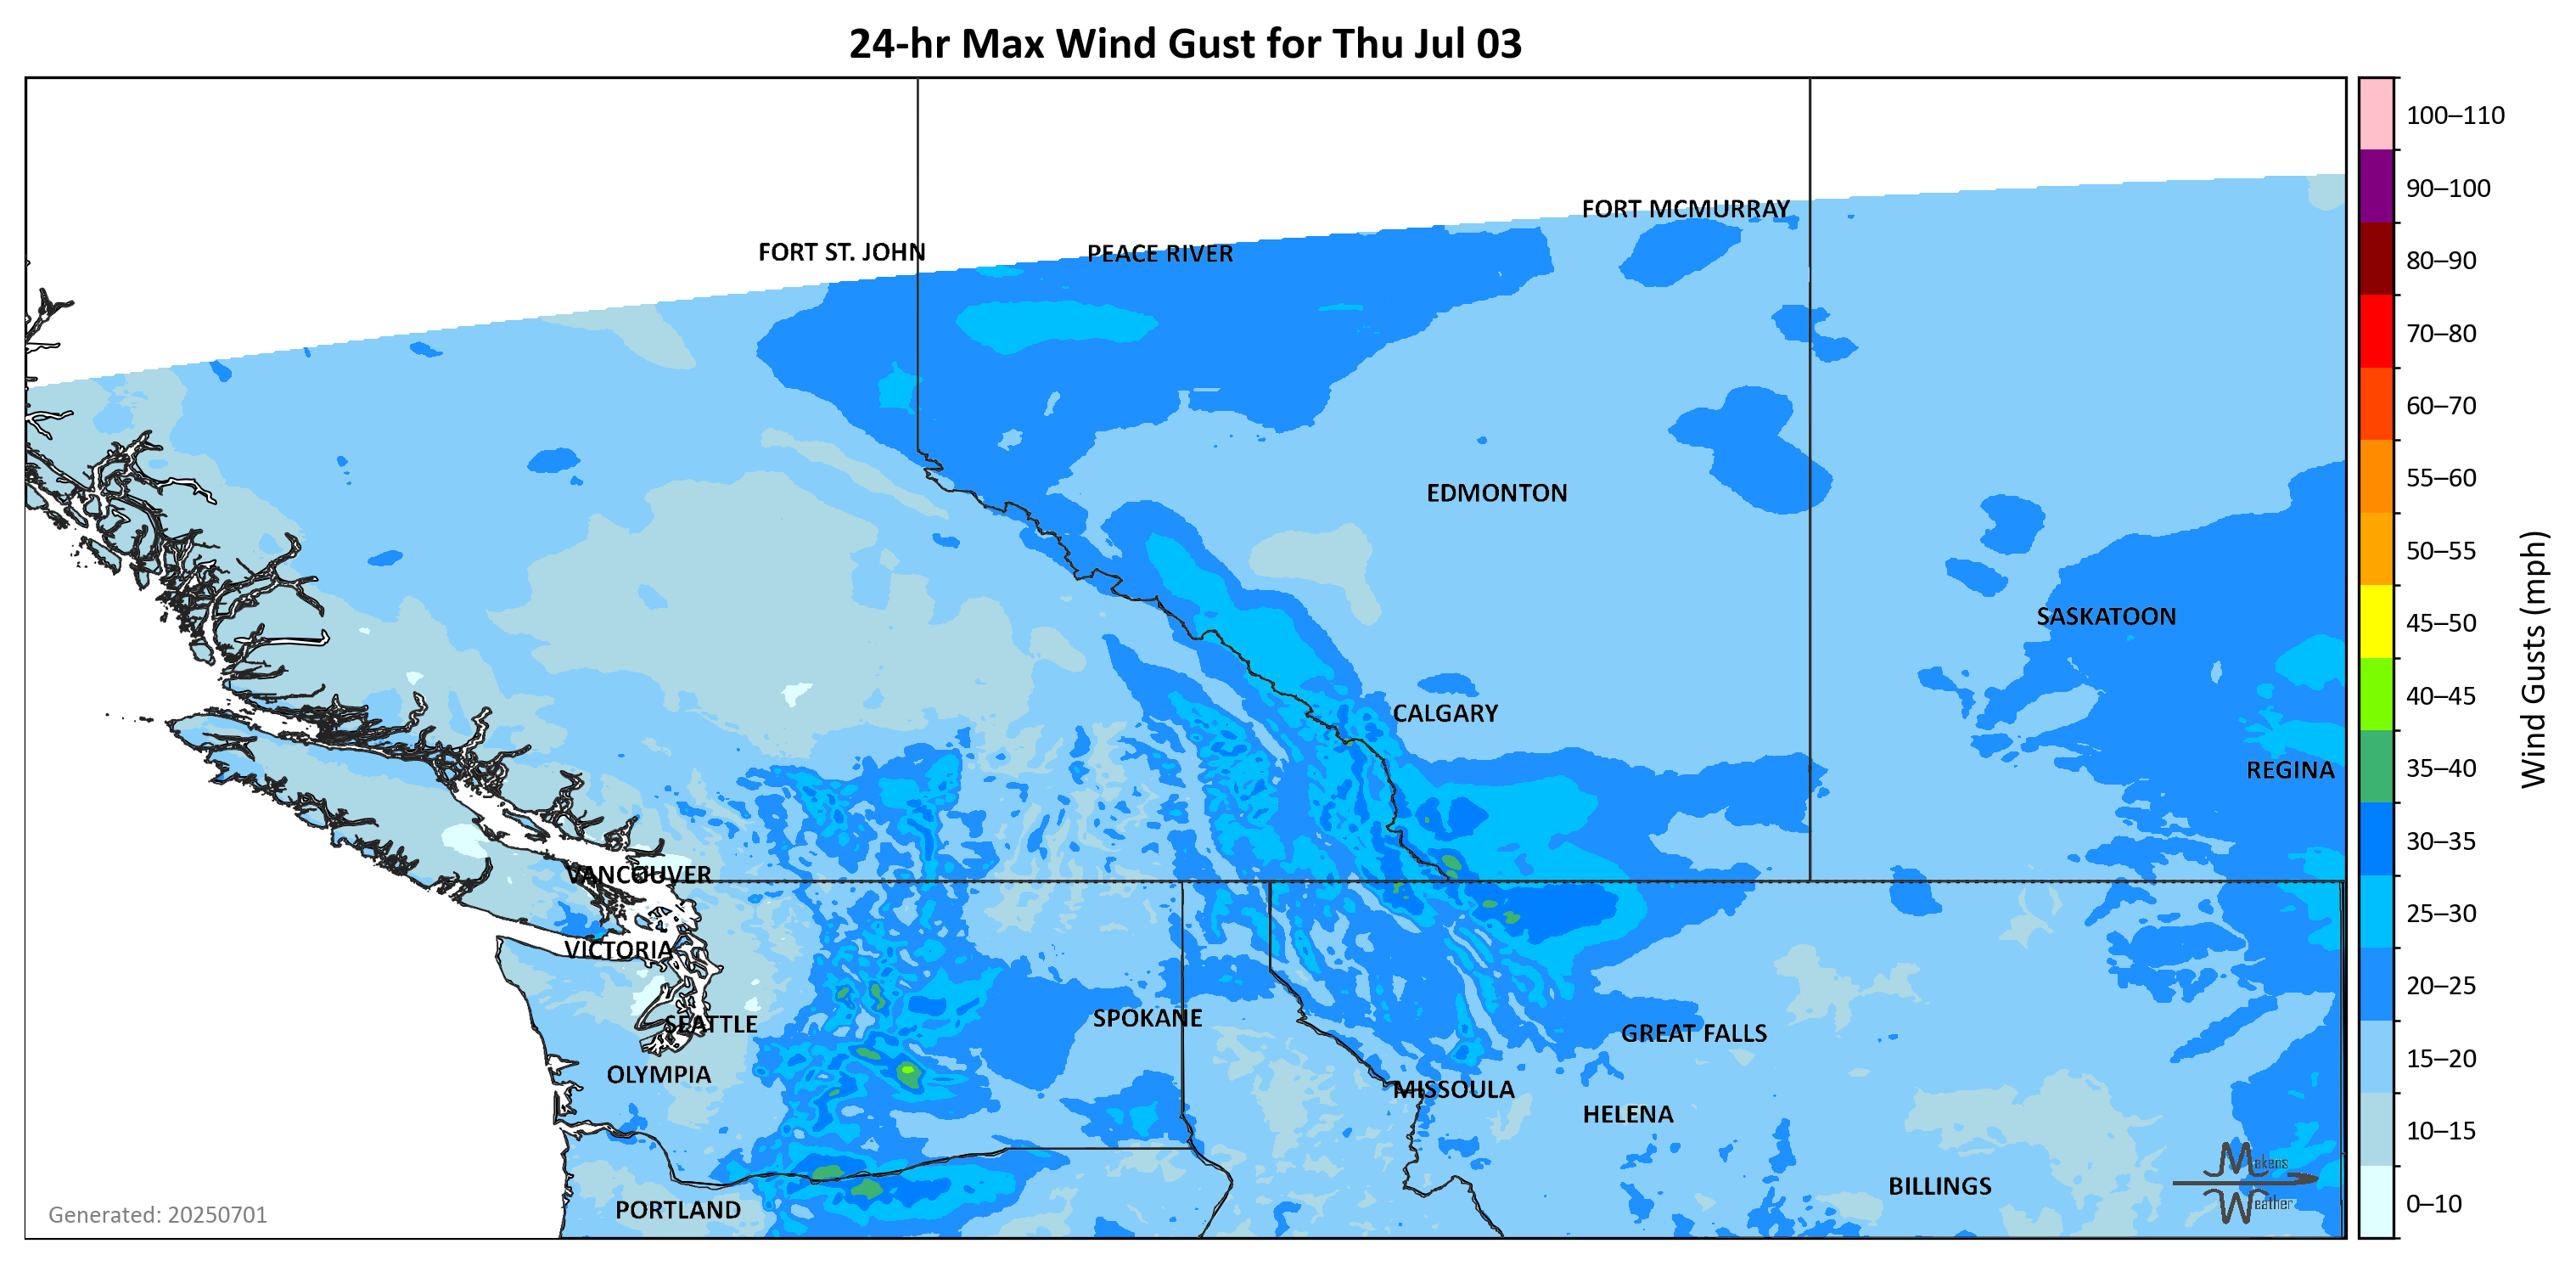 24-hr Max Wind Gust for Thu Jul 03
100–110
90–100
80–90
70–80
60–70
55–60
50–55
45–50
40–45
35–40
30–35
25–30
20–25
15–20
10–15
0–10
Wind Gusts (mph)
FORT MCMURRAY
FORT ST. JOHN
PEACE RIVER
EDMONTON
SASKATOON
CALGARY
REGINA
VANCOUVER
VICTORIA
SPOKANE
SEATTLE
GREAT FALLS
OLYMPIA
MISSOULA
HELENA
BILLINGS
PORTLAND
Makens
Weather
Generated: 20250701